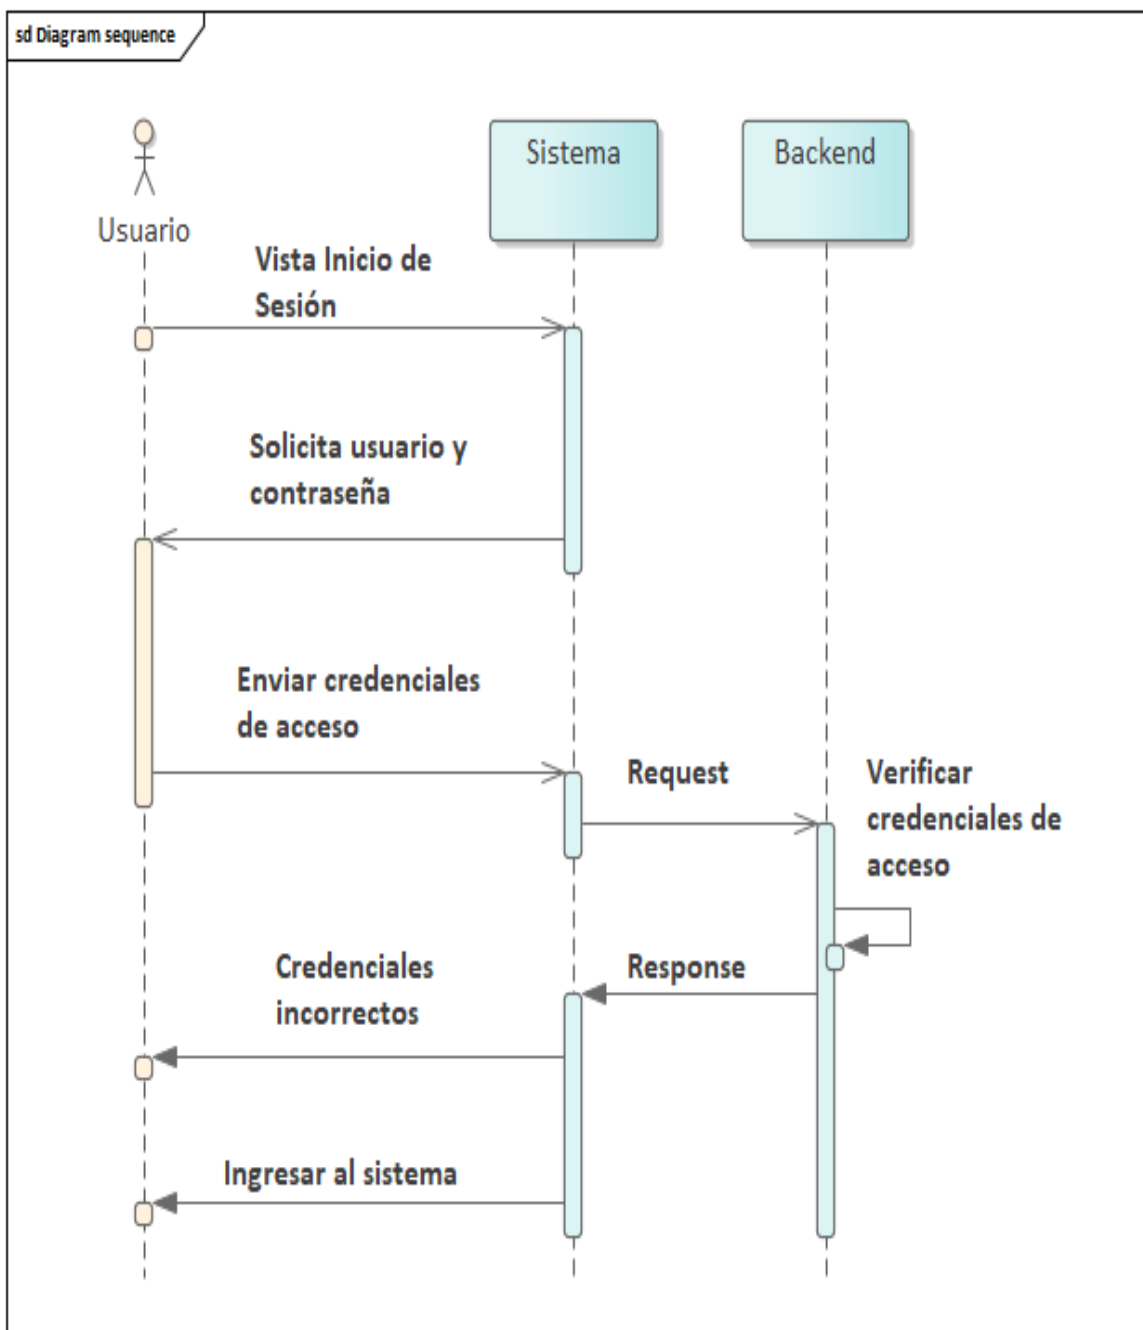 sd Diagram sequence
Sistema
Backend
Usuario
Vista Inicio de
Sesión
Solicita usuario y
contraseña
Enviar credenciales
de acceso
Request
Verificar
credenciales de
acceso
Credenciales
incorrectos
Response
Ingresar al sistema